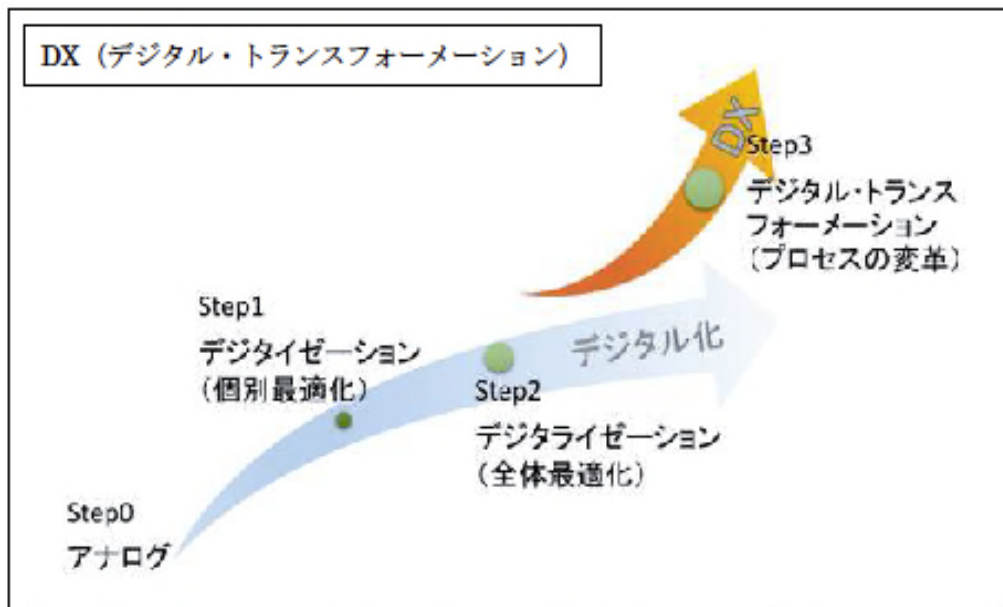 DX（デジタル・トランスフォーメーション）
DX
Step3
デジタル・トランス
フォーメーション
（プロセスの変革）
Step1
デジタイゼーション
（個別最適化）
デジタル化
Step2
デジタライゼーション
（全体最適化）
Step0
アナログ